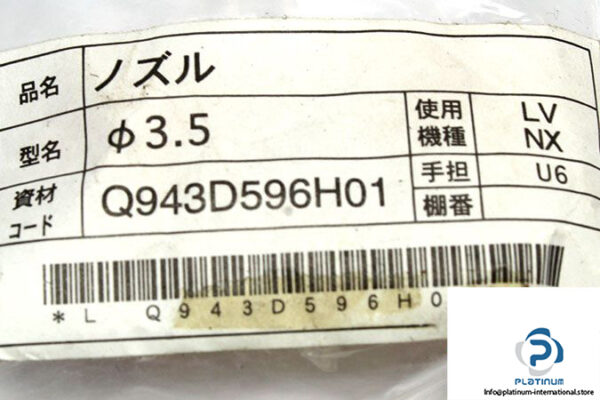 品名 ノズル
型名 φ3.5 使用機種 LV NX
資材コード Q943D596H01 手担 U6
棚番
*L Q943D596H0
PLATINUM
Info@platinum-international.store